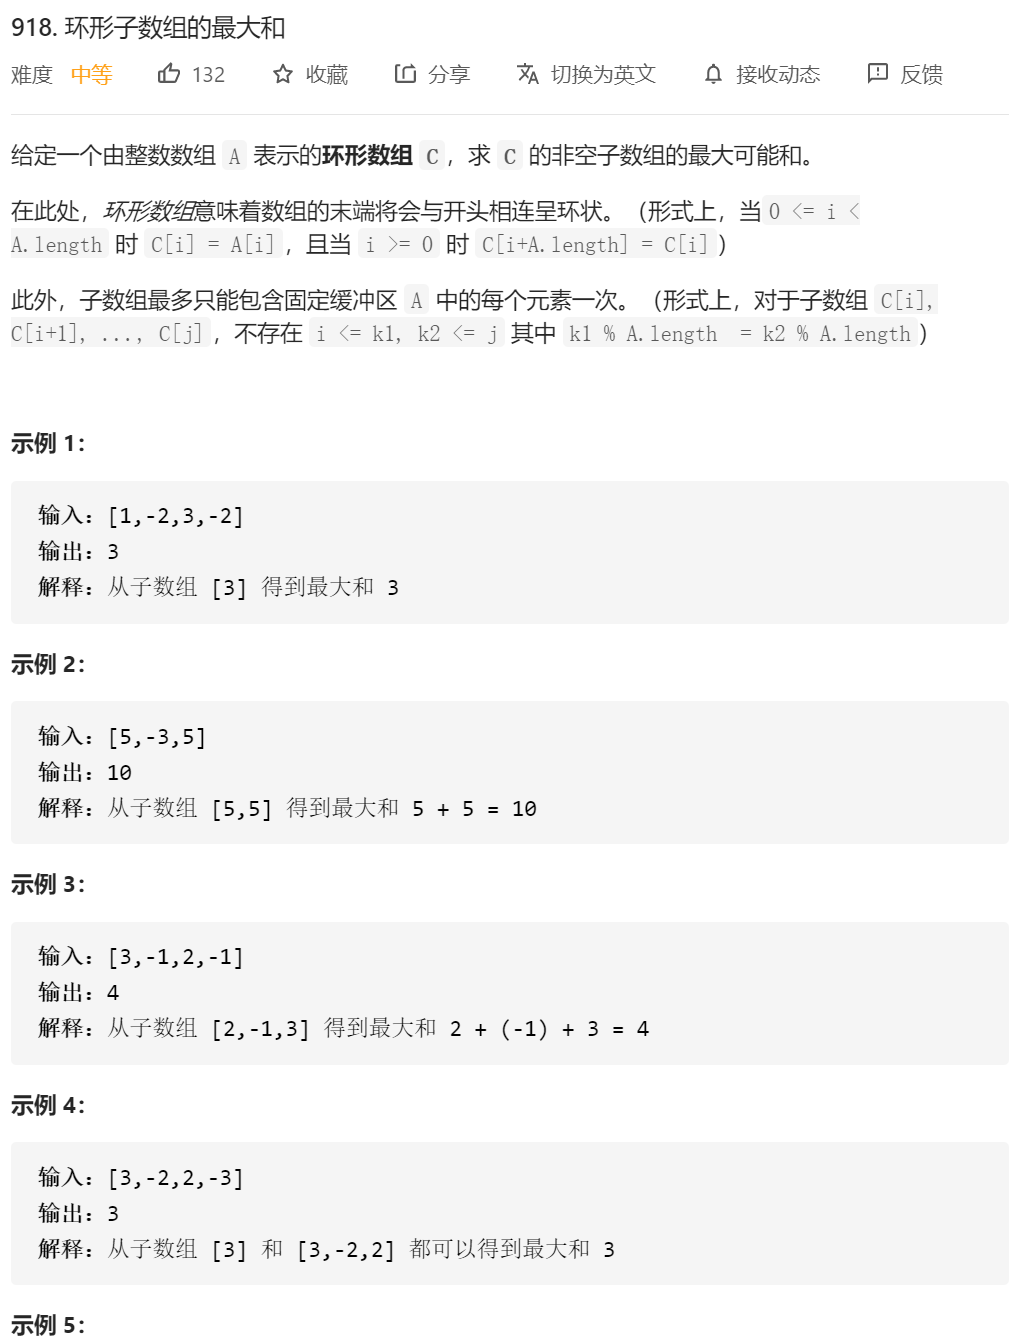 918. 环形子数组的最大和
难度 中等 132 收藏 分享 切换为英文 接收动态 反馈
给定一个由整数数组 A 表示的环形数组 C，求 C 的非空子数组的最大可能和。
在此处，环形数组意味着数组的末端将会与开头相连呈环状。（形式上，当0 <= i <
A.length 时 C[i] = A[i]，且当 i >= 0 时 C[i+A.length] = C[i]）
此外，子数组最多只能包含固定缓冲区 A 中的每个元素一次。（形式上，对于子数组 C[i],
C[i+1], ..., C[j]，不存在 i <= k1, k2 <= j 其中 k1 % A.length = k2 % A.length）
示例 1：
输入：[1,-2,3,-2]
输出：3
解释：从子数组 [3] 得到最大和 3
示例 2：
输入：[5,-3,5]
输出：10
解释：从子数组 [5,5] 得到最大和 5 + 5 = 10
示例 3：
输入：[3,-1,2,-1]
输出：4
解释：从子数组 [2,-1,3] 得到最大和 2 + (-1) + 3 = 4
示例 4：
输入：[3,-2,2,-3]
输出：3
解释：从子数组 [3] 和 [3,-2,2] 都可以得到最大和 3
示例 5：